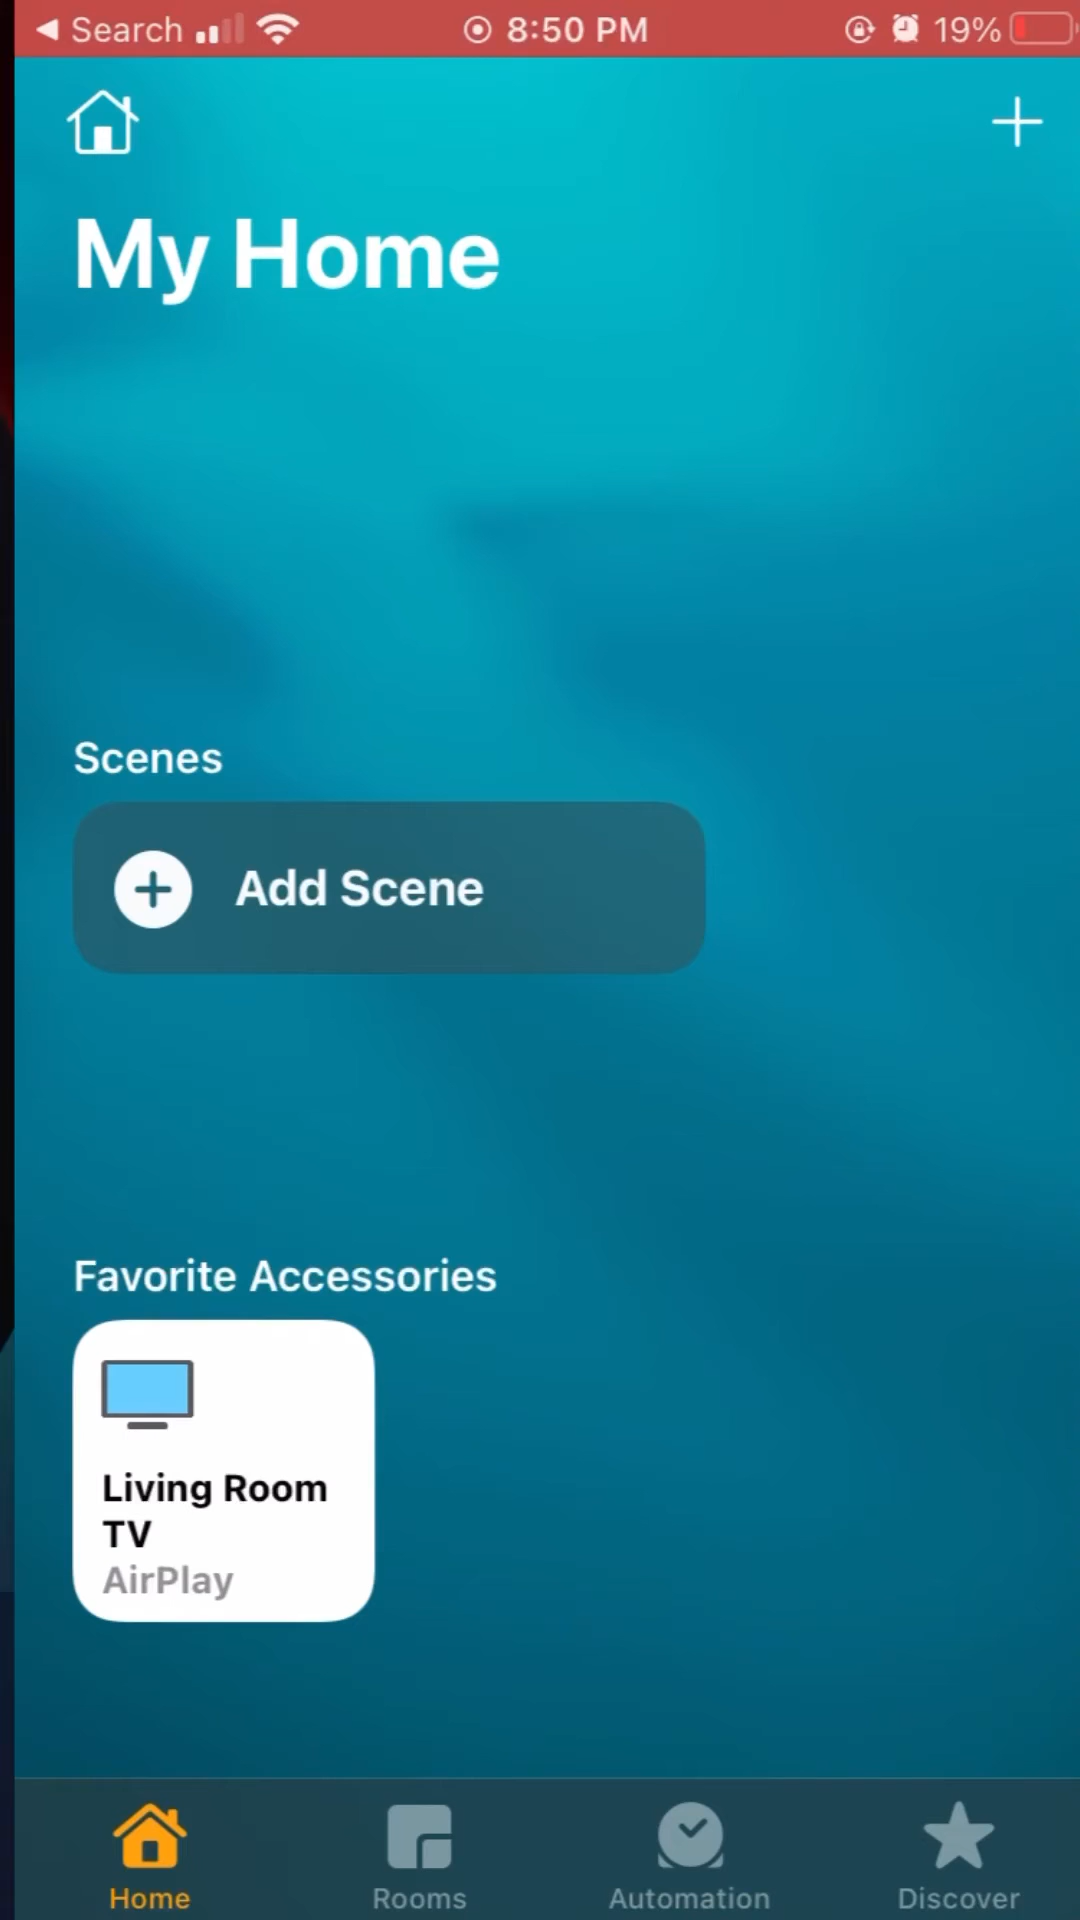 Search 8:50 PM 19%
My Home
Scenes
Add Scene
Favorite Accessories
Living Room
TV
AirPlay
Home Rooms Automation Discover